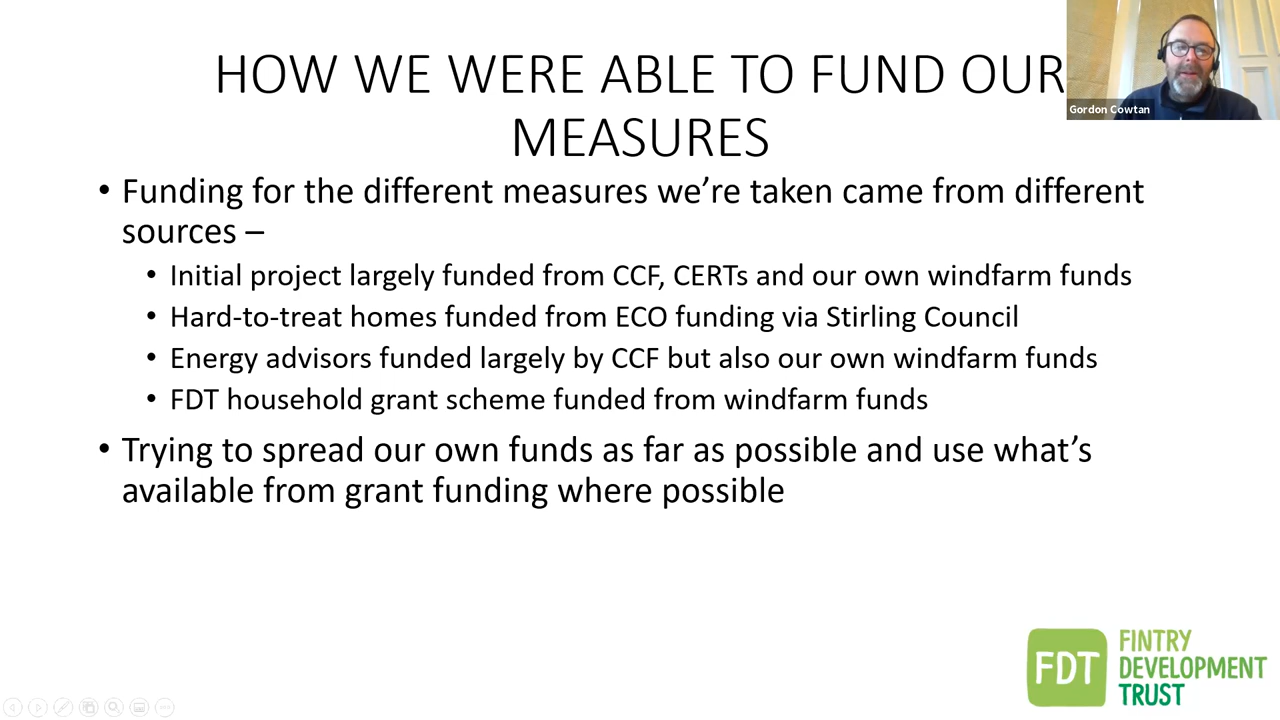 HOW WE WERE ABLE TO FUND OUR
MEASURES
Gordon Cowtan
• Funding for the different measures we’re taken came from different
sources –
• Initial project largely funded from CCF, CERTs and our own windfarm funds
• Hard-to-treat homes funded from ECO funding via Stirling Council
• Energy advisors funded largely by CCF but also our own windfarm funds
• FDT household grant scheme funded from windfarm funds
• Trying to spread our own funds as far as possible and use what’s
available from grant funding where possible
FDT
FINTRY
DEVELOPMENT
TRUST